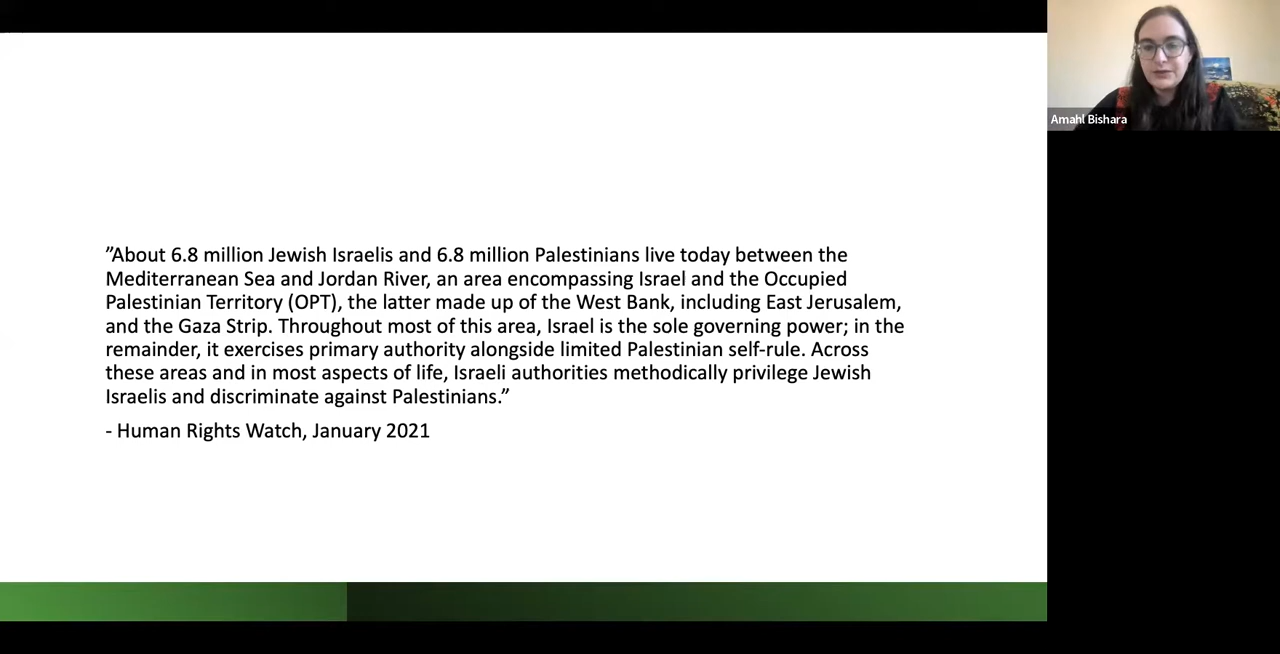 ”About 6.8 million Jewish Israelis and 6.8 million Palestinians live today between the
Mediterranean Sea and Jordan River, an area encompassing Israel and the Occupied
Palestinian Territory (OPT), the latter made up of the West Bank, including East Jerusalem,
and the Gaza Strip. Throughout most of this area, Israel is the sole governing power; in the
remainder, it exercises primary authority alongside limited Palestinian self-rule. Across
these areas and in most aspects of life, Israeli authorities methodically privilege Jewish
Israelis and discriminate against Palestinians.”
- Human Rights Watch, January 2021
Amahl Bishara